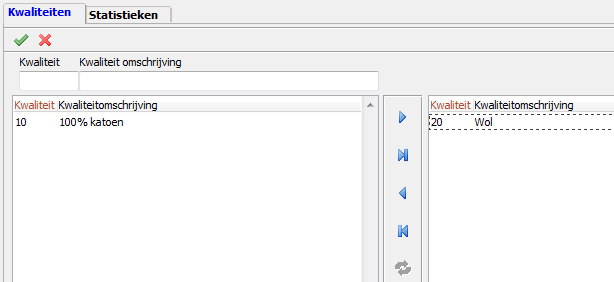 Kwaliteiten Statistieken
Kwaliteit Kwaliteit omschrijving
Kwaliteit Kwaliteitomschrijving Kwaliteit Kwaliteitomschrijving
10 100% katoen 20 Wol